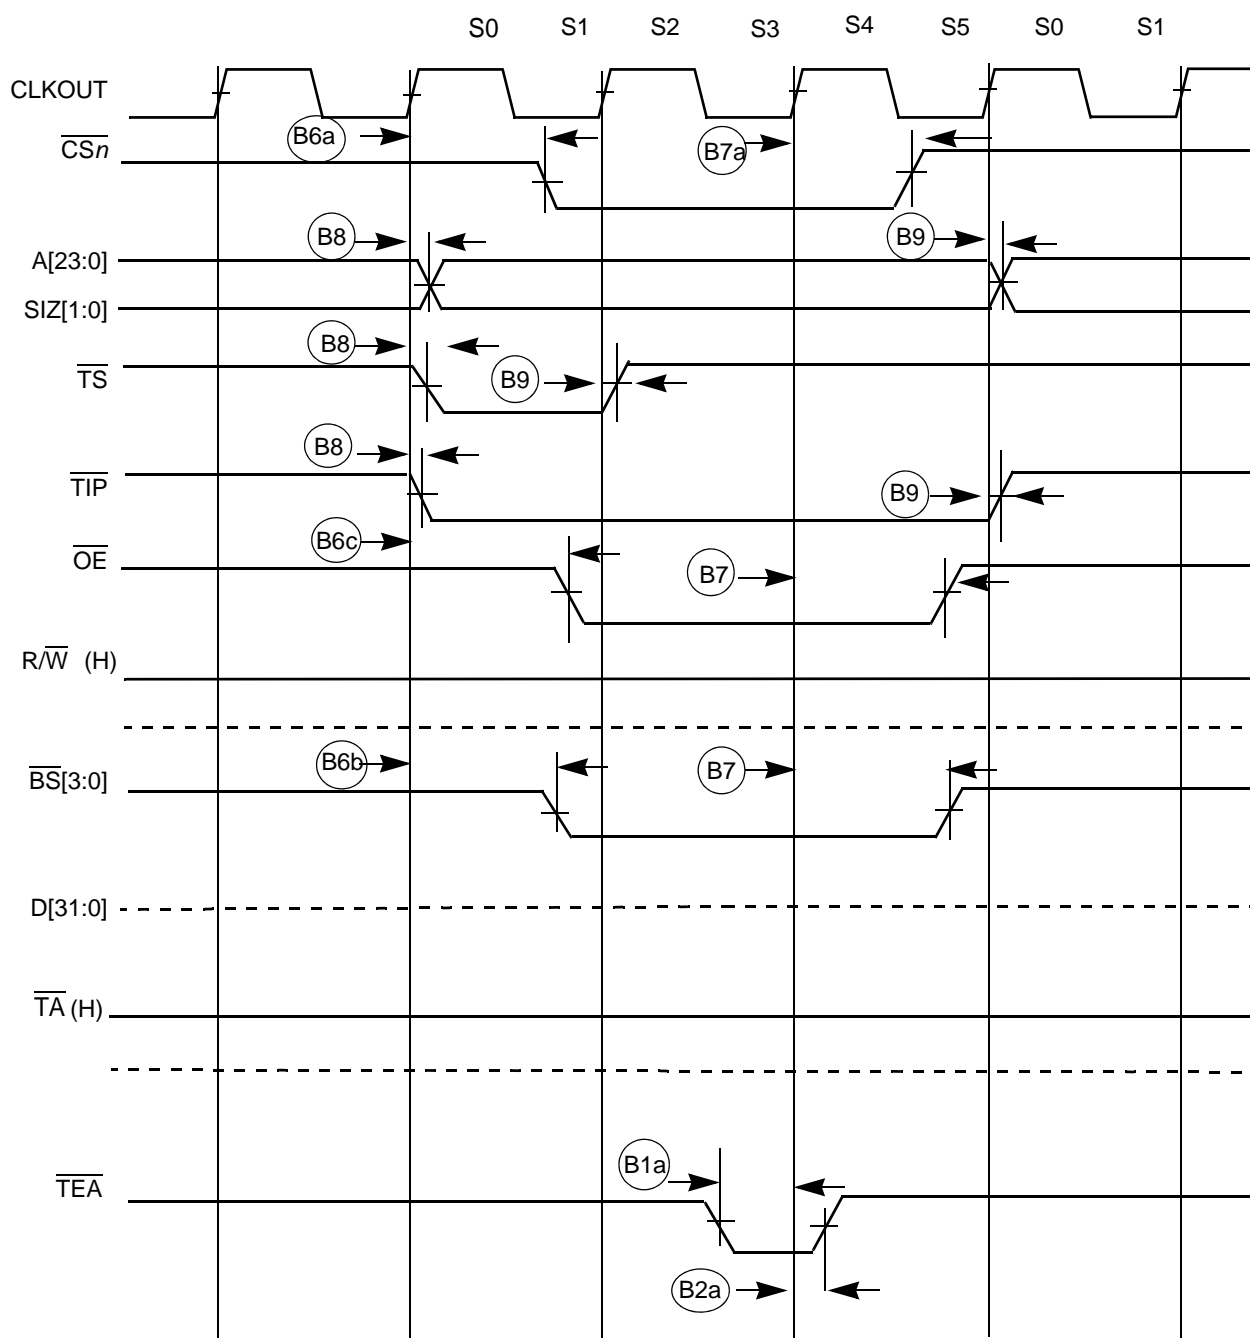 S0 S1 S2 S3 S4 S5 S0 S1
CLKOUT
B6a
CSn
B7a
B8
B9
A[23:0]
SIZ[1:0]
B8
TS
B9
B8
TIP
B9
B6c
OE
B7
R/W (H)
B6b
BS[3:0]
B7
D[31:0]
TA (H)
B1a
TEA
B2a